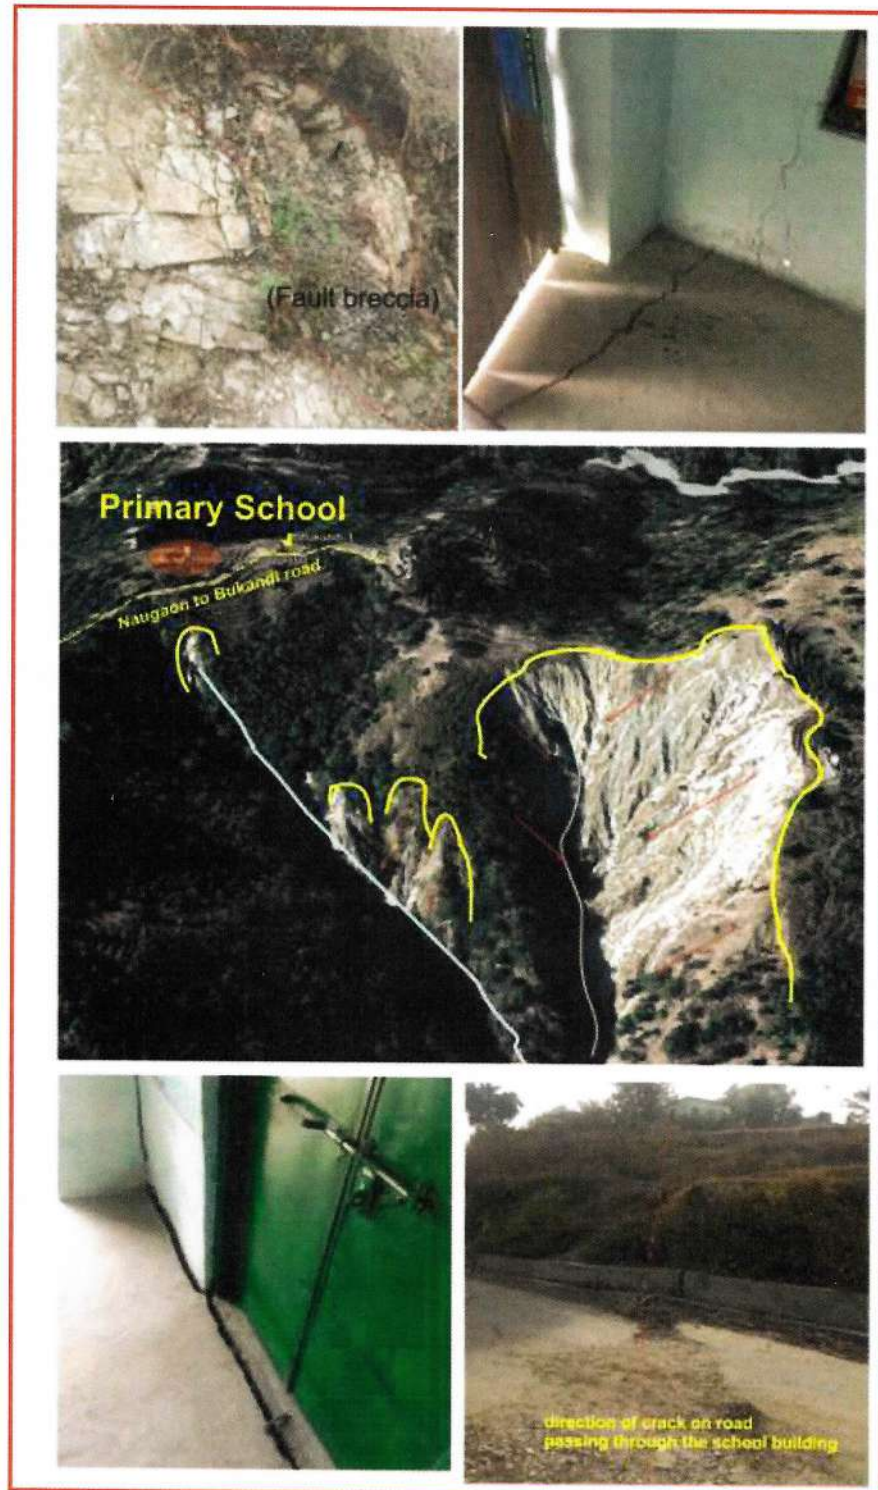 (Fault breccia)
Primary School
Naugaon to Bukandi road
direction of crack on road
passing through the school building